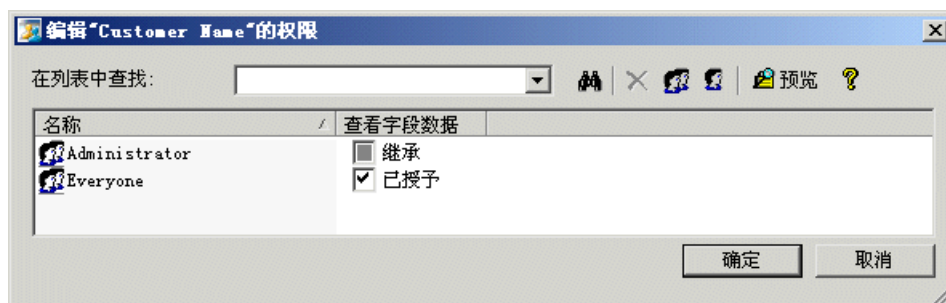 编辑"Customer Name"的权限
在列表中查找:
预览
名称 查看字段数据
Administrator 继承
Everyone 已授予
确定 取消